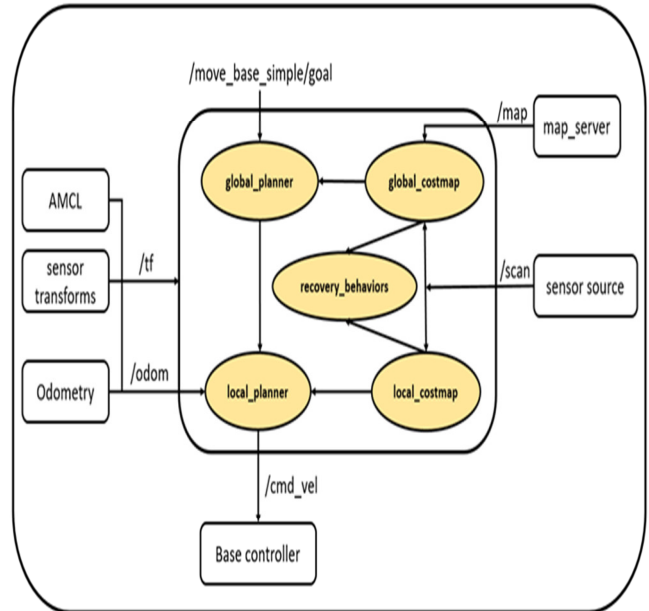 /move_base_simple/goal
/map
map_server
global_planner
global_costmap
AMCL
sensor
transforms
/tf
recovery_behaviors
/scan
sensor source
Odometry
/odom
local_planner
local_costmap
/cmd_vel
Base controller